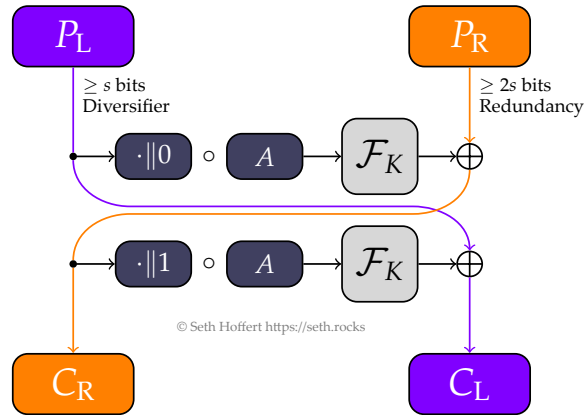 P_L
P_R
≥ s bits
Diversifier
≥ 2s bits
Redundancy
·∥0 ∘ A F_K
·∥1 ∘ A F_K
© Seth Hoffert https://seth.rocks
C_R
C_L